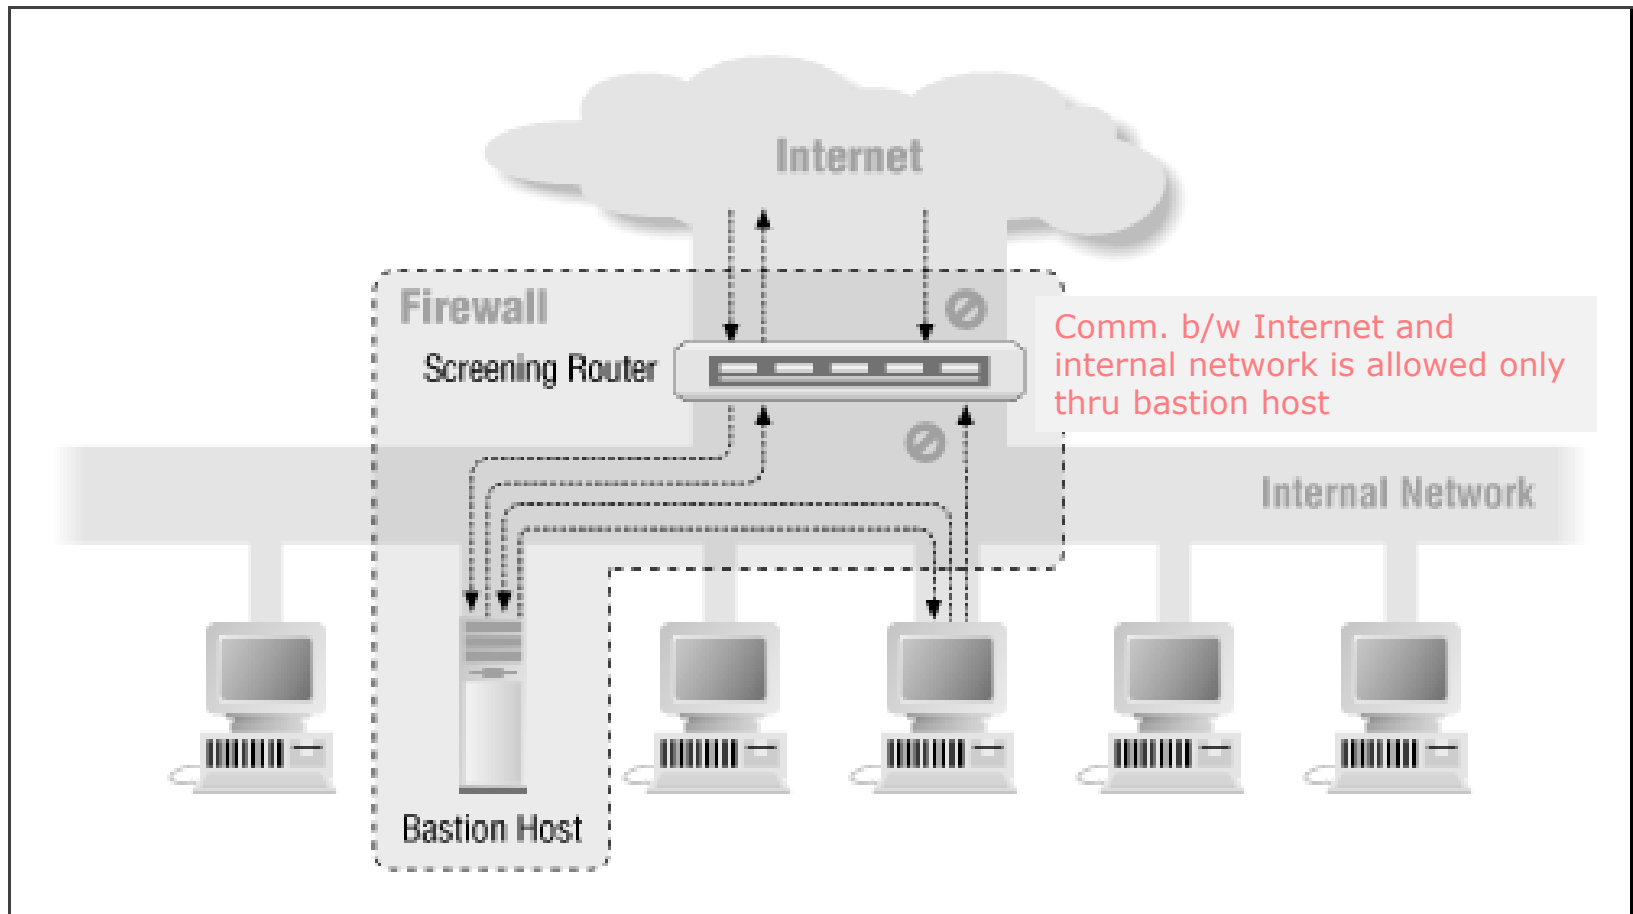 Internet
Firewall
Screening Router
Comm. b/w Internet and
internal network is allowed only
thru bastion host
Internal Network
Bastion Host